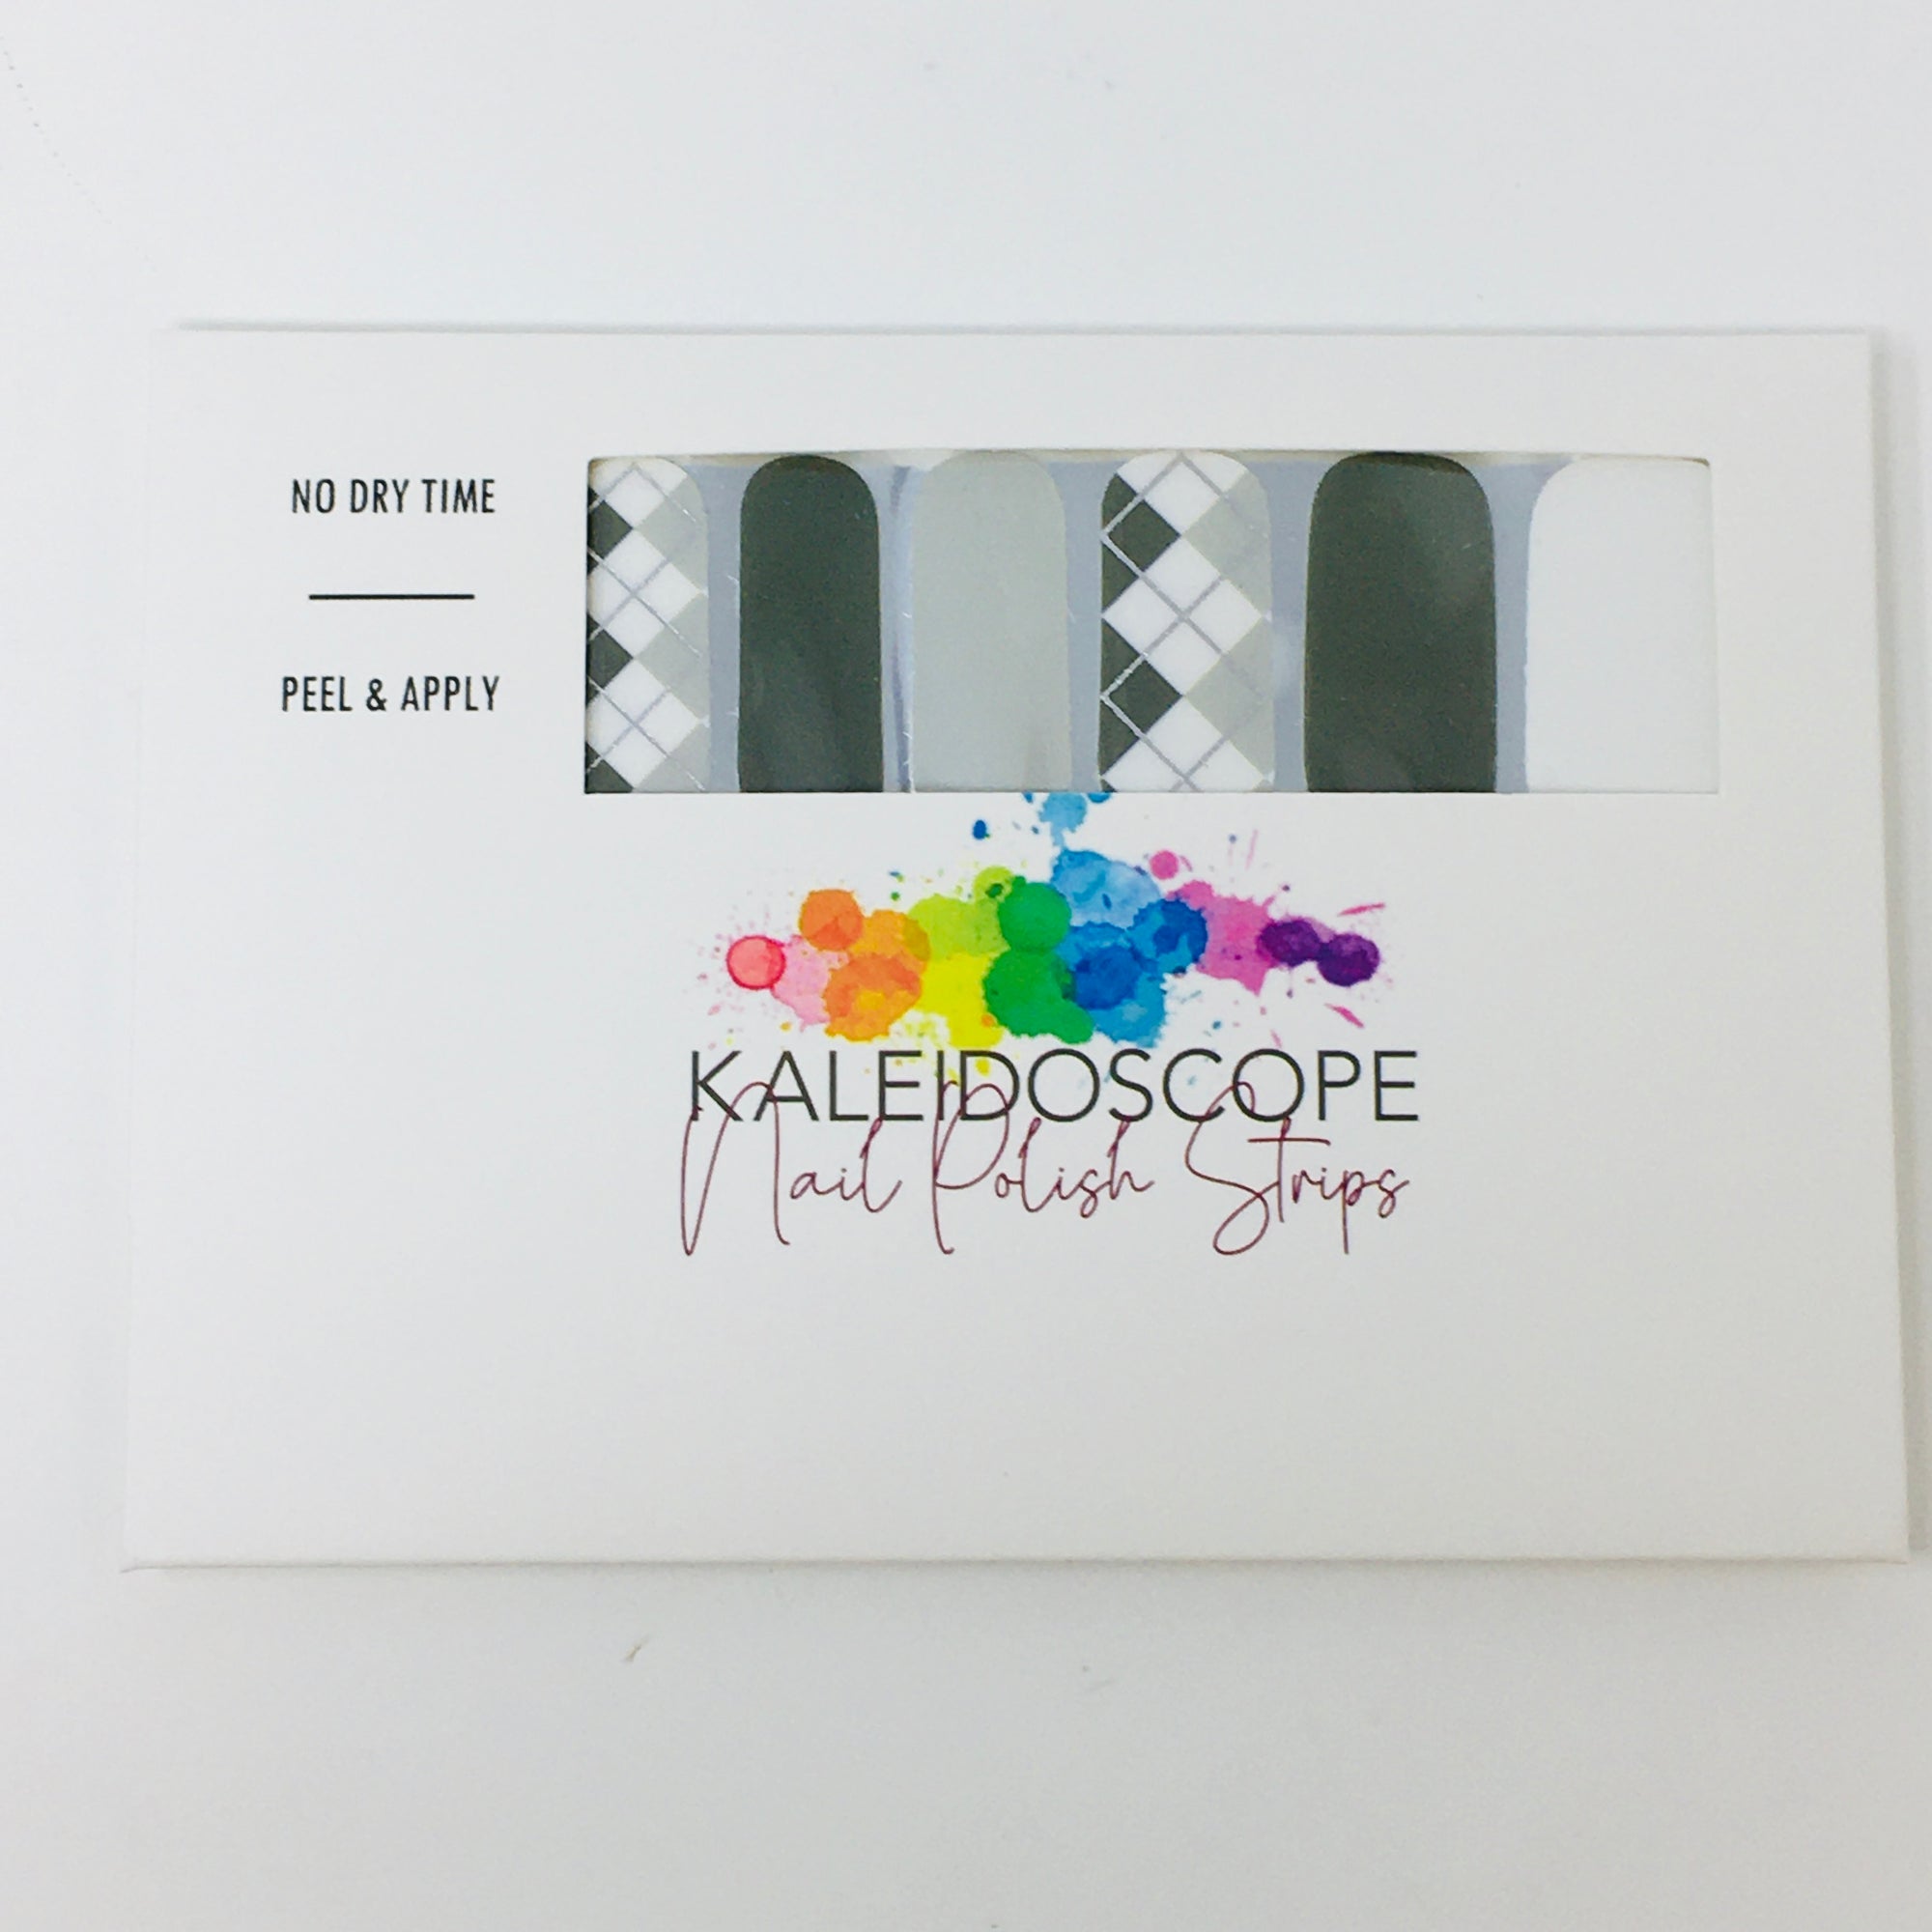 NO DRY TIME
PEEL & APPLY
KALEIDOSCOPE
Nail Polish Strips